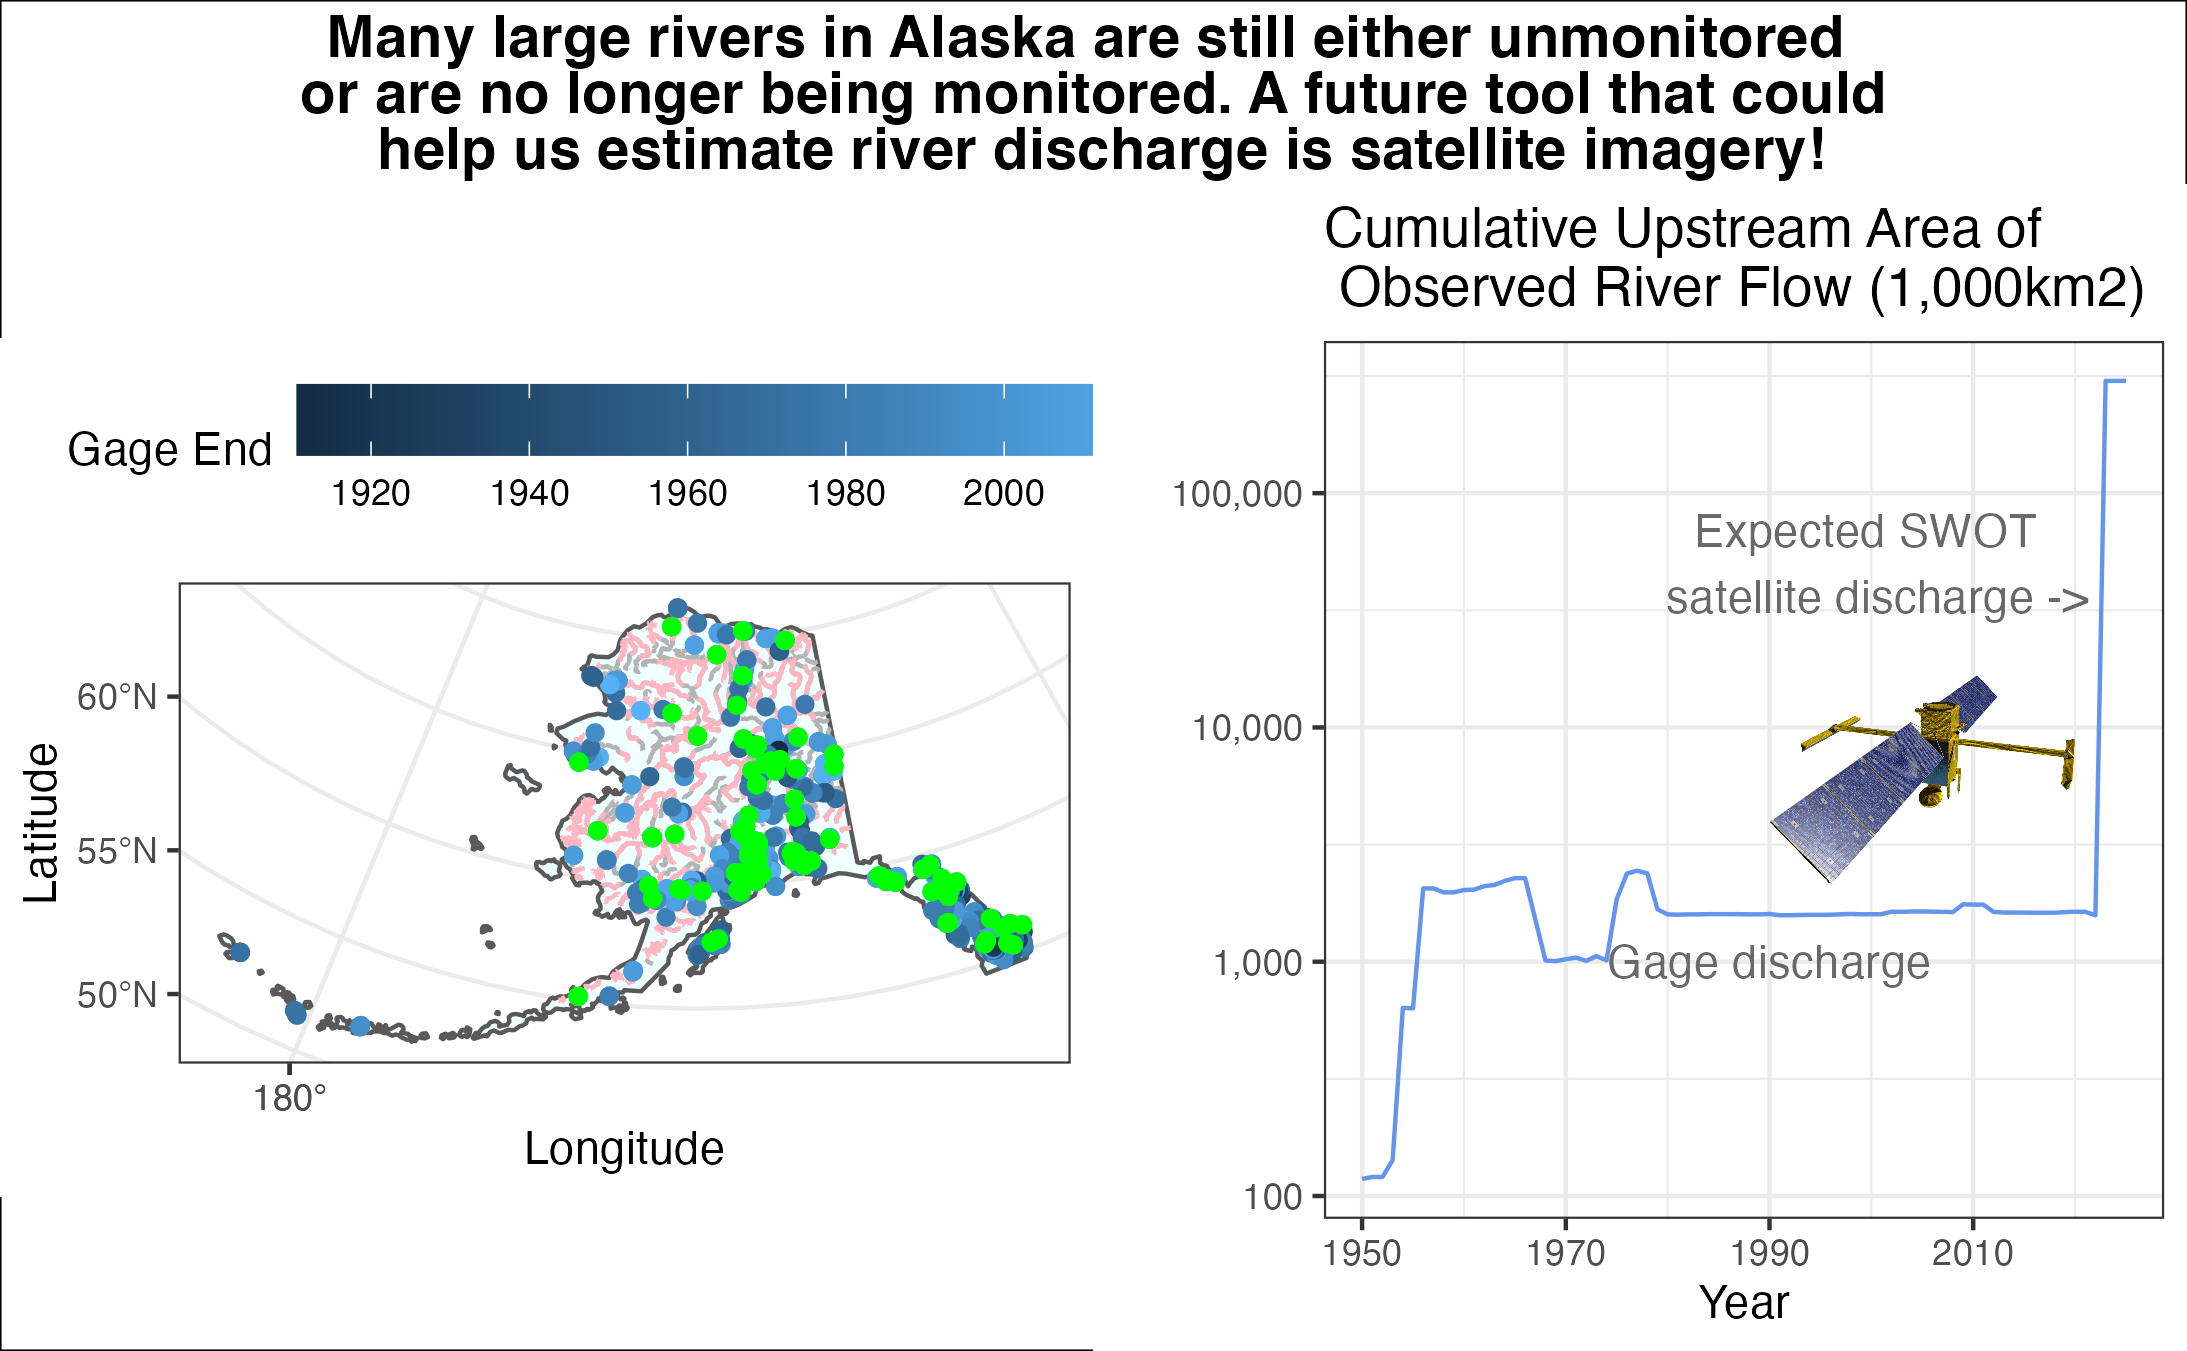 Many large rivers in Alaska are still either unmonitored
or are no longer being monitored. A future tool that could
help us estimate river discharge is satellite imagery!
Gage End
1920 1940 1960 1980 2000
Latitude
60°N
55°N
50°N
180°
Longitude
Cumulative Upstream Area of
Observed River Flow (1,000km2)
100,000
10,000
1,000
100
Expected SWOT
satellite discharge ->
Gage discharge
1950 1970 1990 2010
Year